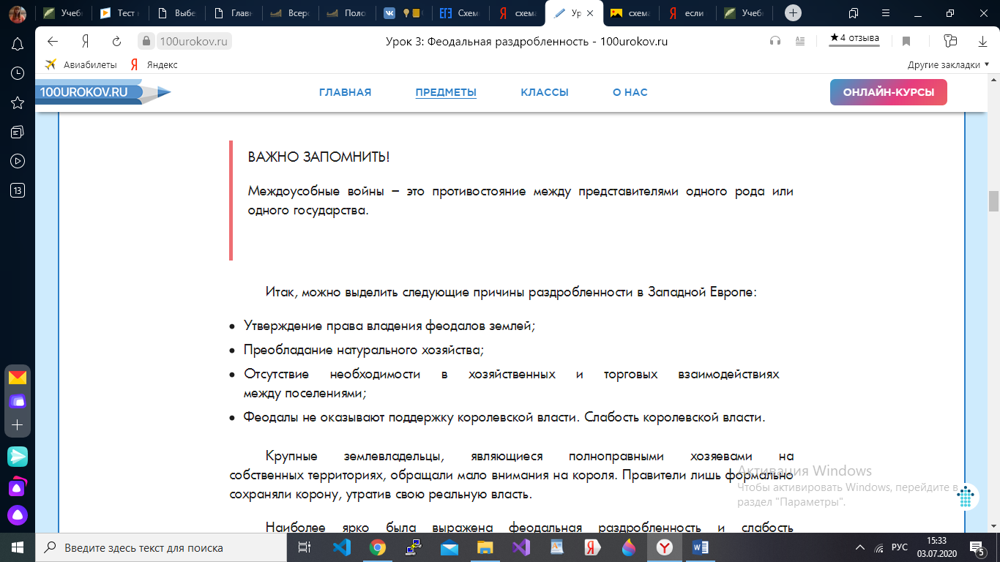 Учебн
Тест
Выбе
Главн
Всеро
Поло
Схем
схема
Ур
схема
если
Учебн
100urokov.ru
Урок 3: Феодальная раздробленность - 100urokov.ru
★4 отзыва
Авиабилеты
Яндекс
Другие закладки
100UROKOV.RU
ГЛАВНАЯ
ПРЕДМЕТЫ
КЛАССЫ
О НАС
ОНЛАЙН-КУРСЫ
13
ВАЖНО ЗАПОМНИТЬ!
Междоусобные войны – это противостояние между представителями одного рода или
одного государства.
Итак, можно выделить следующие причины раздробленности в Западной Европе:
• Утверждение права владения феодалов землей;
• Преобладание натурального хозяйства;
• Отсутствие необходимости в хозяйственных и торговых взаимодействиях
между поселениями;
• Феодалы не оказывают поддержку королевской власти. Слабость королевской власти.
Крупные землевладельцы, являющиеся полноправными хозяевами на
собственных территориях, обращали мало внимания на короля. Правители лишь формально
сохраняли корону, утратив свою реальную власть.
Наиболее ярко была выражена феодальная раздробленность и слабость
Активация Windows
Чтобы активировать Windows, перейдите в
раздел "Параметры".
Введите здесь текст для поиска
РУС
15:33
03.07.2020
5